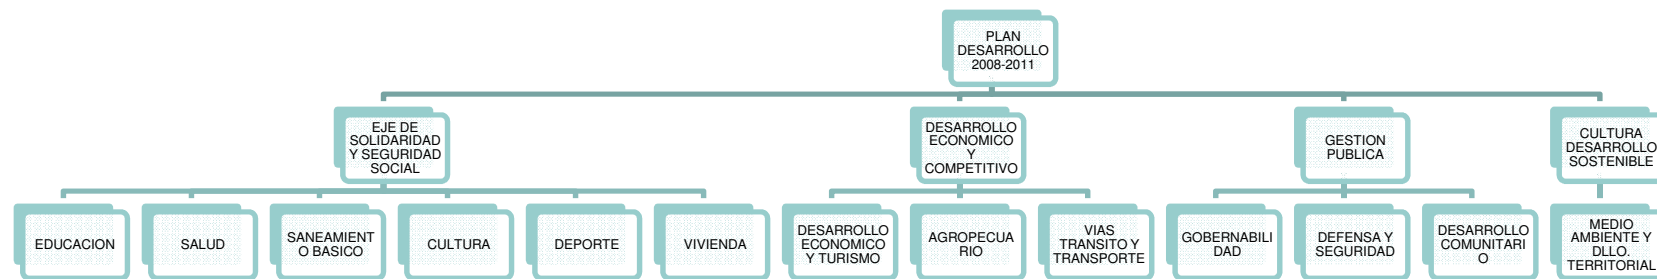 PLAN
DESARROLLO
2008-2011
EJE DE
SOLIDARIDAD
Y SEGURIDAD
SOCIAL
DESARROLLO
ECONOMICO
Y
COMPETITIVO
GESTION
PUBLICA
CULTURA
DESARROLLO
SOSTENIBLE
EDUCACION
SALUD
SANEAMIENT
O BASICO
CULTURA
DEPORTE
VIVIENDA
DESARROLLO
ECONOMICO
Y TURISMO
AGROPECUA
RIO
VIAS
TRANSITO Y
TRANSPORTE
GOBERNABILI
DAD
DEFENSA Y
SEGURIDAD
DESARROLLO
COMUNITARI
O
MEDIO
AMBIENTE Y
DLLO.
TERRITORIAL